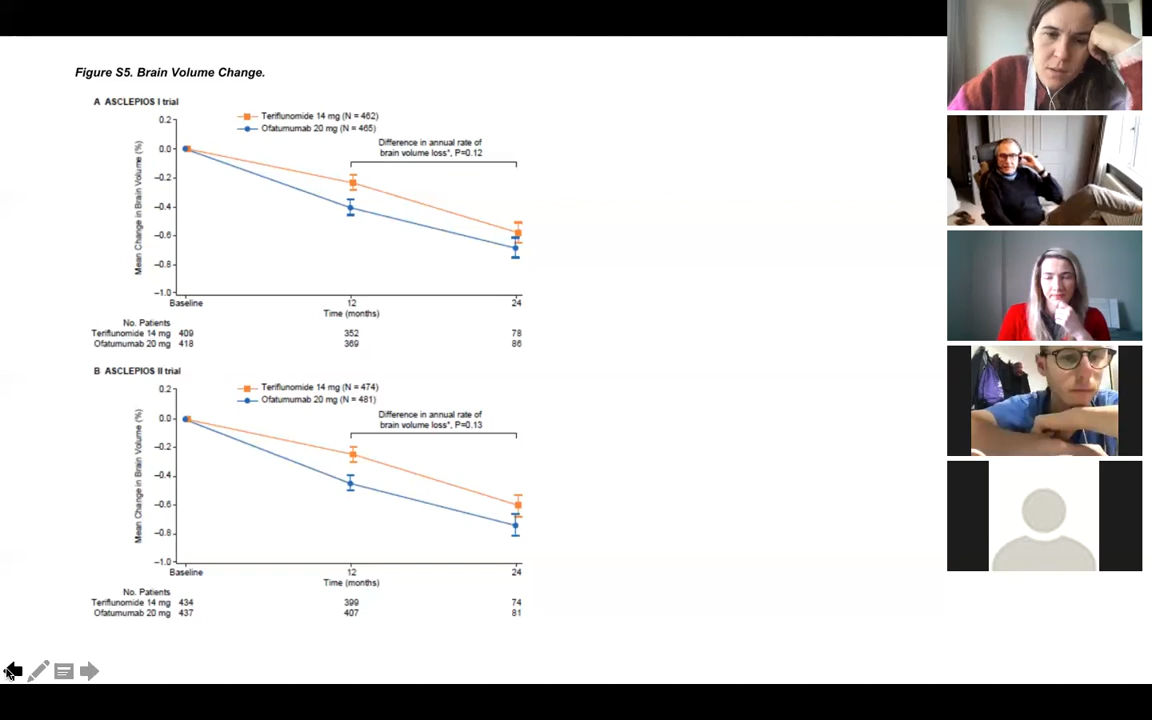 Figure S5. Brain Volume Change.
A ASCLEPIOS I trial
Teriflunomide 14 mg (N = 462)
Ofatumumab 20 mg (N = 465)
Difference in annual rate of
brain volume loss*, P=0.12
Mean Change in Brain Volume (%)
0.2
0.0
–0.2
–0.4
–0.6
–0.8
–1.0
Baseline
12
24
Time (months)
No. Patients
Teriflunomide 14 mg 409 352 78
Ofatumumab 20 mg 418 369 86
B ASCLEPIOS II trial
Teriflunomide 14 mg (N = 474)
Ofatumumab 20 mg (N = 481)
Difference in annual rate of
brain volume loss*, P=0.13
Mean Change in Brain Volume (%)
0.2
0.0
–0.2
–0.4
–0.6
–0.8
–1.0
Baseline
12
24
Time (months)
No. Patients
Teriflunomide 14 mg 434 399 74
Ofatumumab 20 mg 437 407 81